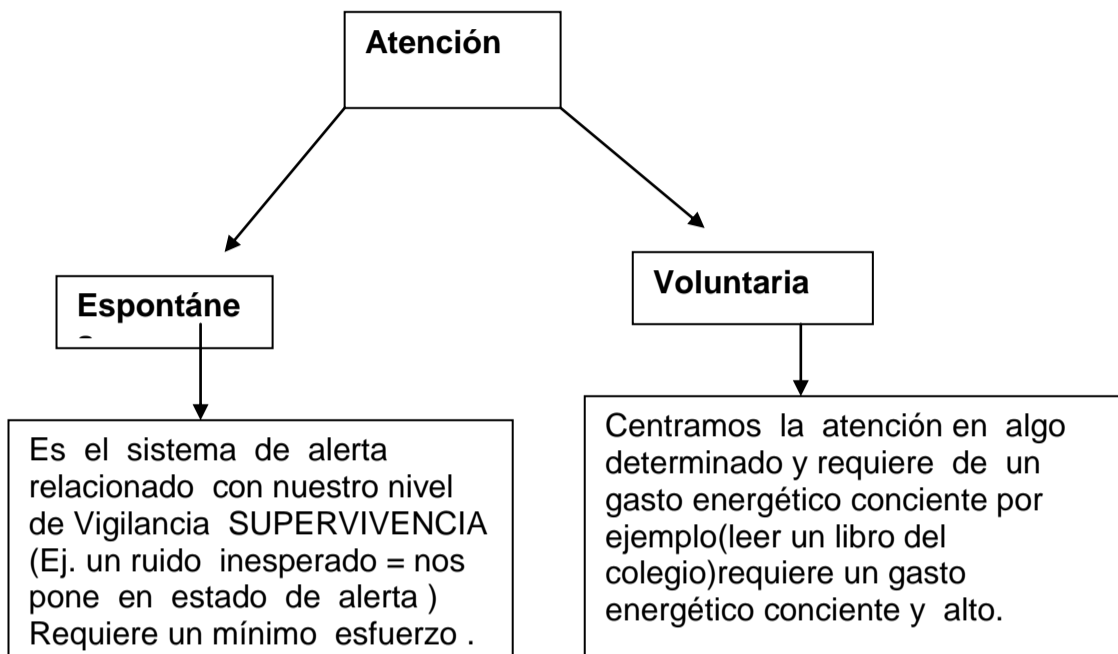 Atención
Espontáne
Voluntaria
Es el sistema de alerta
relacionado con nuestro nivel
de Vigilancia SUPERVIVENCIA
(Ej. un ruido inesperado = nos
pone en estado de alerta )
Requiere un mínimo esfuerzo .
Centramos la atención en algo
determinado y requiere de un
gasto energético conciente por
ejemplo(leer un libro del
colegio)requiere un gasto
energético conciente y alto.